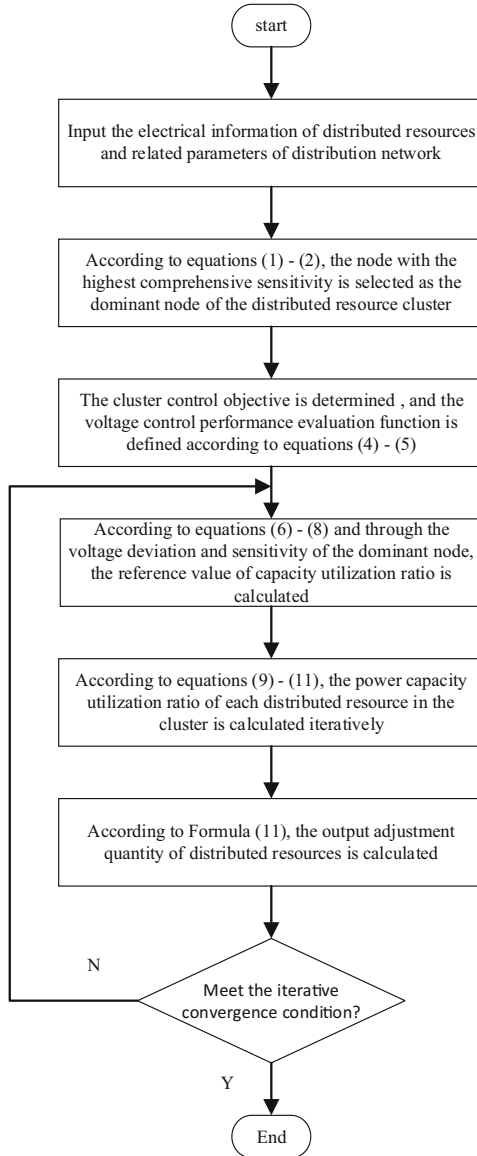 start
Input the electrical information of distributed resources
and related parameters of distribution network
According to equations (1) - (2), the node with the
highest comprehensive sensitivity is selected as the
dominant node of the distributed resource cluster
The cluster control objective is determined , and the
voltage control performance evaluation function is
defined according to equations (4) - (5)
According to equations (6) - (8) and through the
voltage deviation and sensitivity of the dominant node,
the reference value of capacity utilization ratio is
calculated
According to equations (9) - (11), the power capacity
utilization ratio of each distributed resource in the
cluster is calculated iteratively
According to Formula (11), the output adjustment
quantity of distributed resources is calculated
N
Meet the iterative
convergence condition?
Y
End